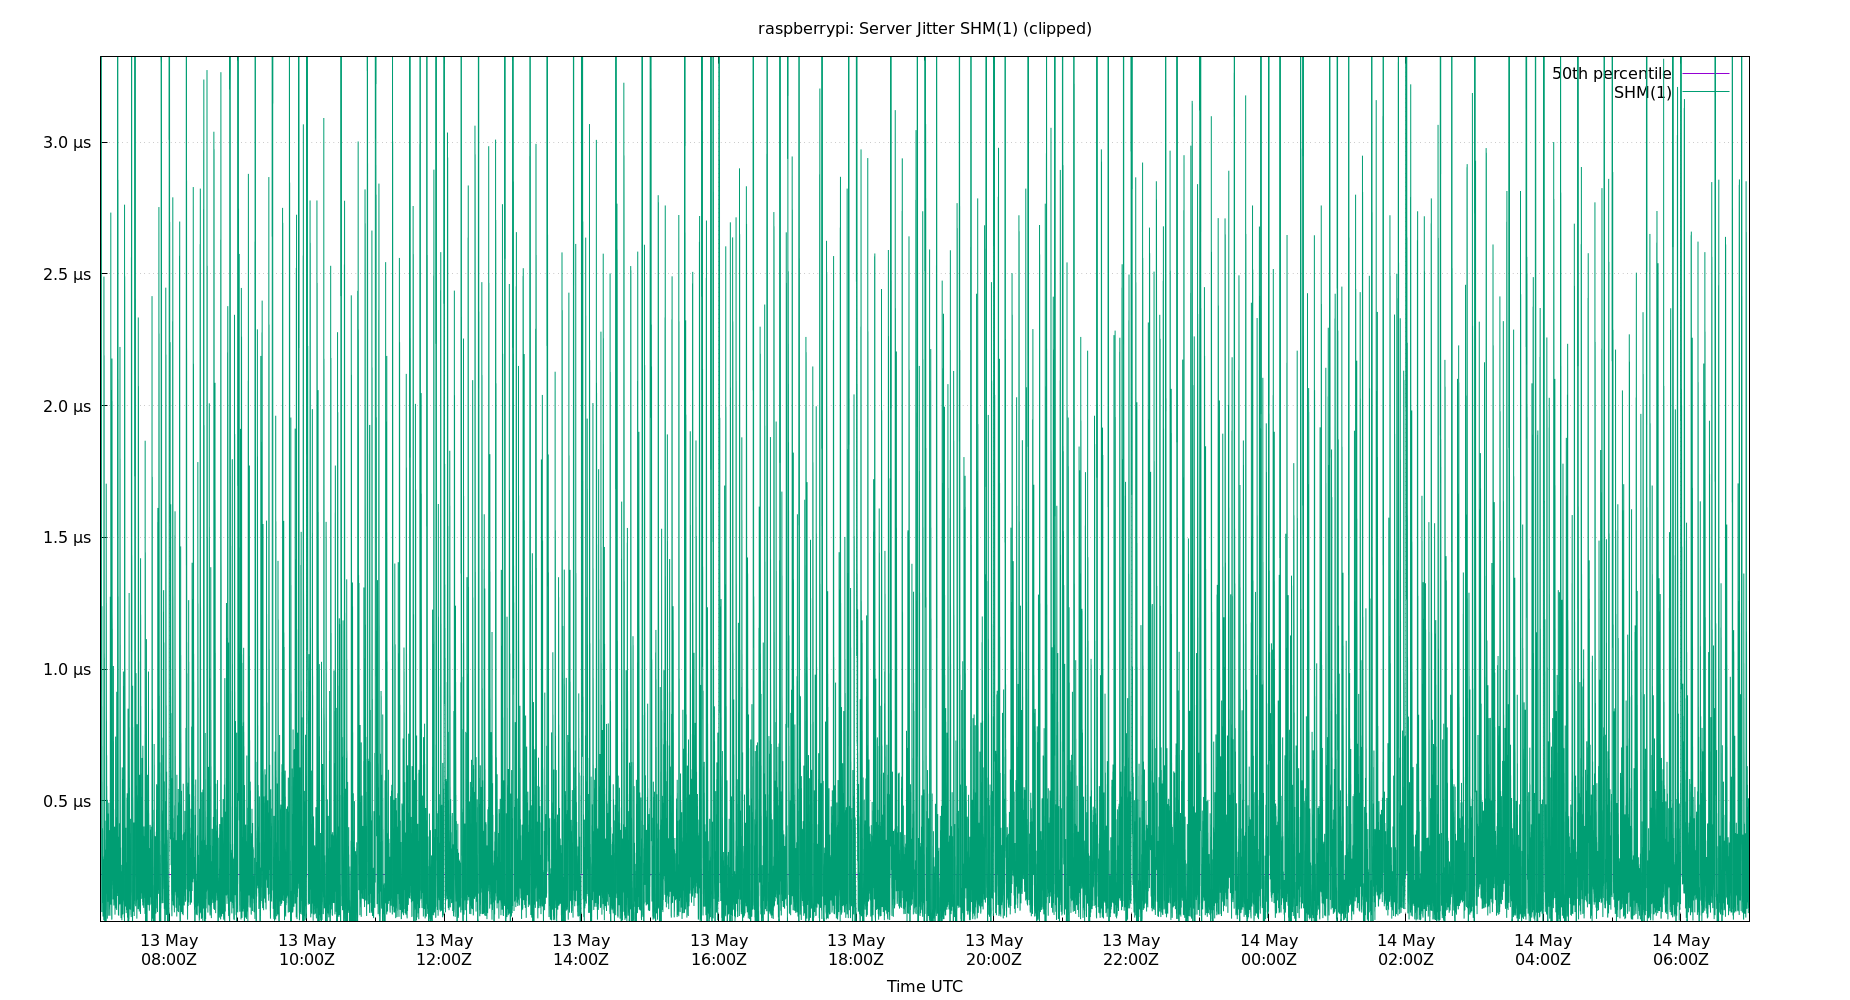 raspberrypi: Server Jitter SHM(1) (clipped)
50th percentile
SHM(1)
3.0 µs
2.5 µs
2.0 µs
1.5 µs
1.0 µs
0.5 µs
13 May 13 May 13 May 13 May 13 May 13 May 13 May 13 May 14 May 14 May 14 May 14 May
08:00Z 10:00Z 12:00Z 14:00Z 16:00Z 18:00Z 20:00Z 22:00Z 00:00Z 02:00Z 04:00Z 06:00Z
Time UTC